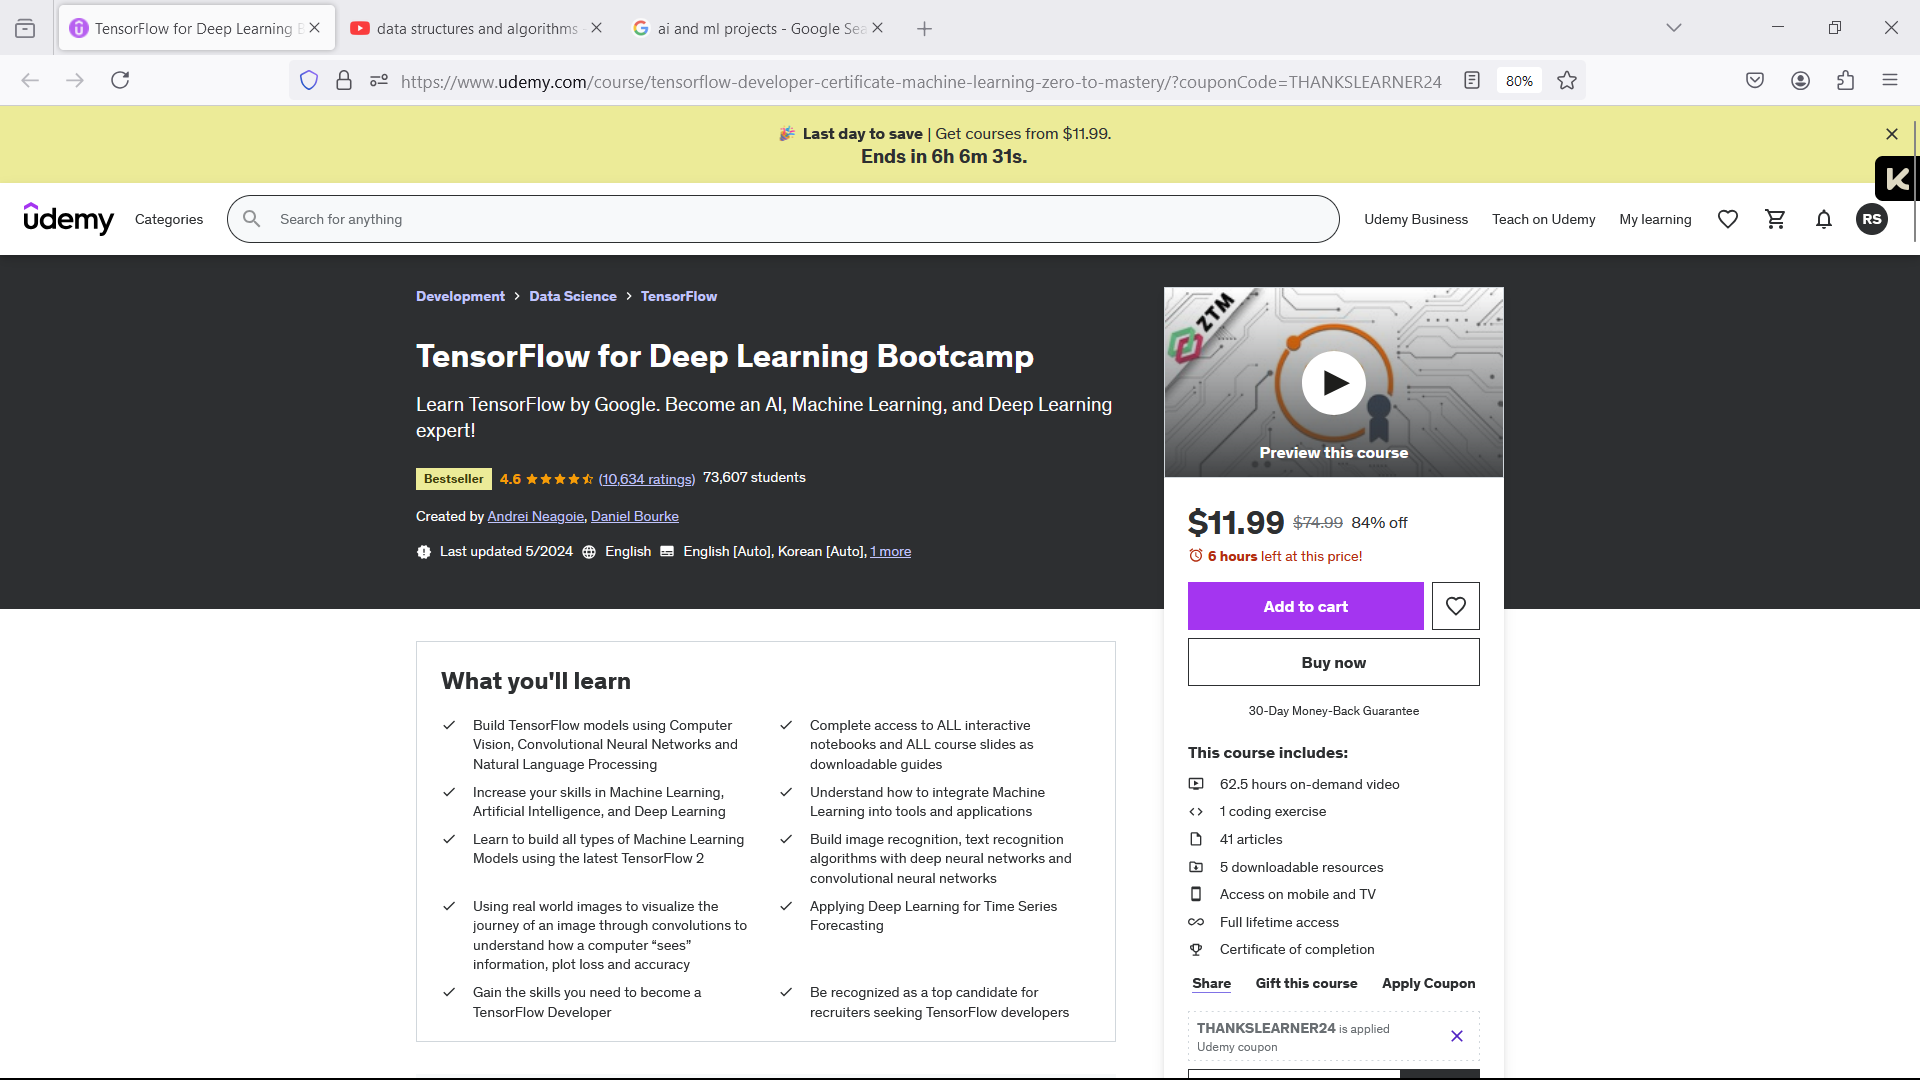 TensorFlow for Deep Learning B
data structures and algorithms
ai and ml projects - Google Sea
https://www.udemy.com/course/tensorflow-developer-certificate-machine-learning-zero-to-mastery/?couponCode=THANKSLEARNER24
80%
Last day to save | Get courses from $11.99.
Ends in 6h 6m 31s.
K
udemy
Categories
Search for anything
Udemy Business
Teach on Udemy
My learning
RS
Development > Data Science > TensorFlow
TensorFlow for Deep Learning Bootcamp
Learn TensorFlow by Google. Become an AI, Machine Learning, and Deep Learning
expert!
Bestseller 4.6 (10,634 ratings) 73,607 students
Created by Andrei Neagoie, Daniel Bourke
Last updated 5/2024 English English [Auto], Korean [Auto], 1 more
ZTM
Preview this course
$11.99 $74.99 84% off
6 hours left at this price!
Add to cart
Buy now
30-Day Money-Back Guarantee
This course includes:
62.5 hours on-demand video
1 coding exercise
41 articles
5 downloadable resources
Access on mobile and TV
Full lifetime access
Certificate of completion
Share
Gift this course
Apply Coupon
THANKSLEARNER24 is applied
Udemy coupon
What you'll learn
Build TensorFlow models using Computer
Vision, Convolutional Neural Networks and
Natural Language Processing
Complete access to ALL interactive
notebooks and ALL course slides as
downloadable guides
Increase your skills in Machine Learning,
Artificial Intelligence, and Deep Learning
Understand how to integrate Machine
Learning into tools and applications
Learn to build all types of Machine Learning
Models using the latest TensorFlow 2
Build image recognition, text recognition
algorithms with deep neural networks and
convolutional neural networks
Using real world images to visualize the
journey of an image through convolutions to
understand how a computer “sees”
information, plot loss and accuracy
Applying Deep Learning for Time Series
Forecasting
Gain the skills you need to become a
TensorFlow Developer
Be recognized as a top candidate for
recruiters seeking TensorFlow developers